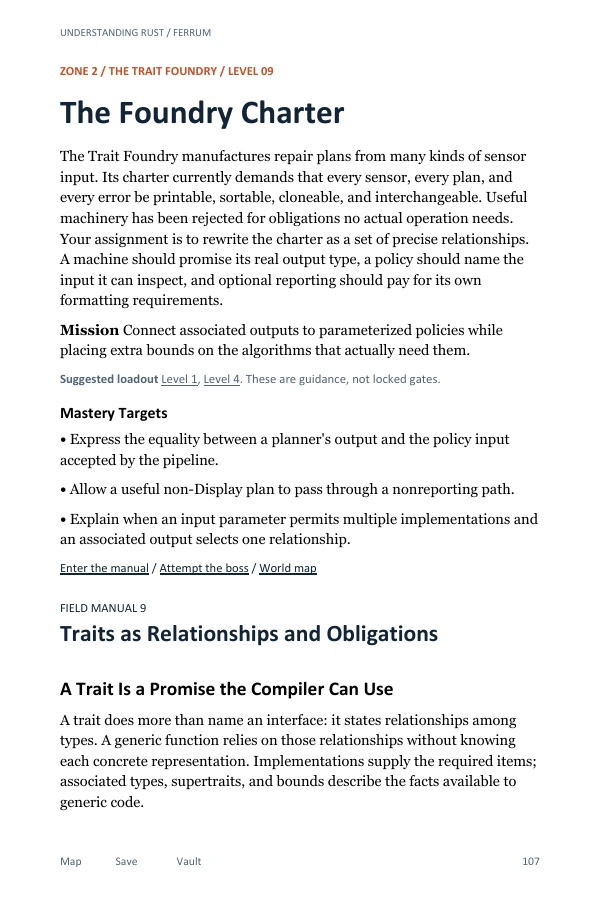 UNDERSTANDING RUST / FERRUM
ZONE 2 / THE TRAIT FOUNDRY / LEVEL 09
The Foundry Charter
The Trait Foundry manufactures repair plans from many kinds of sensor
input. Its charter currently demands that every sensor, every plan, and
every error be printable, sortable, cloneable, and interchangeable. Useful
machinery has been rejected for obligations no actual operation needs.
Your assignment is to rewrite the charter as a set of precise relationships.
A machine should promise its real output type, a policy should name the
input it can inspect, and optional reporting should pay for its own
formatting requirements.
Mission Connect associated outputs to parameterized policies while
placing extra bounds on the algorithms that actually need them.
Suggested loadout Level 1, Level 4. These are guidance, not locked gates.
Mastery Targets
• Express the equality between a planner's output and the policy input
accepted by the pipeline.
• Allow a useful non-Display plan to pass through a nonreporting path.
• Explain when an input parameter permits multiple implementations and
an associated output selects one relationship.
Enter the manual / Attempt the boss / World map
FIELD MANUAL 9
Traits as Relationships and Obligations
A Trait Is a Promise the Compiler Can Use
A trait does more than name an interface: it states relationships among
types. A generic function relies on those relationships without knowing
each concrete representation. Implementations supply the required items;
associated types, supertraits, and bounds describe the facts available to
generic code.
Map Save Vault 107